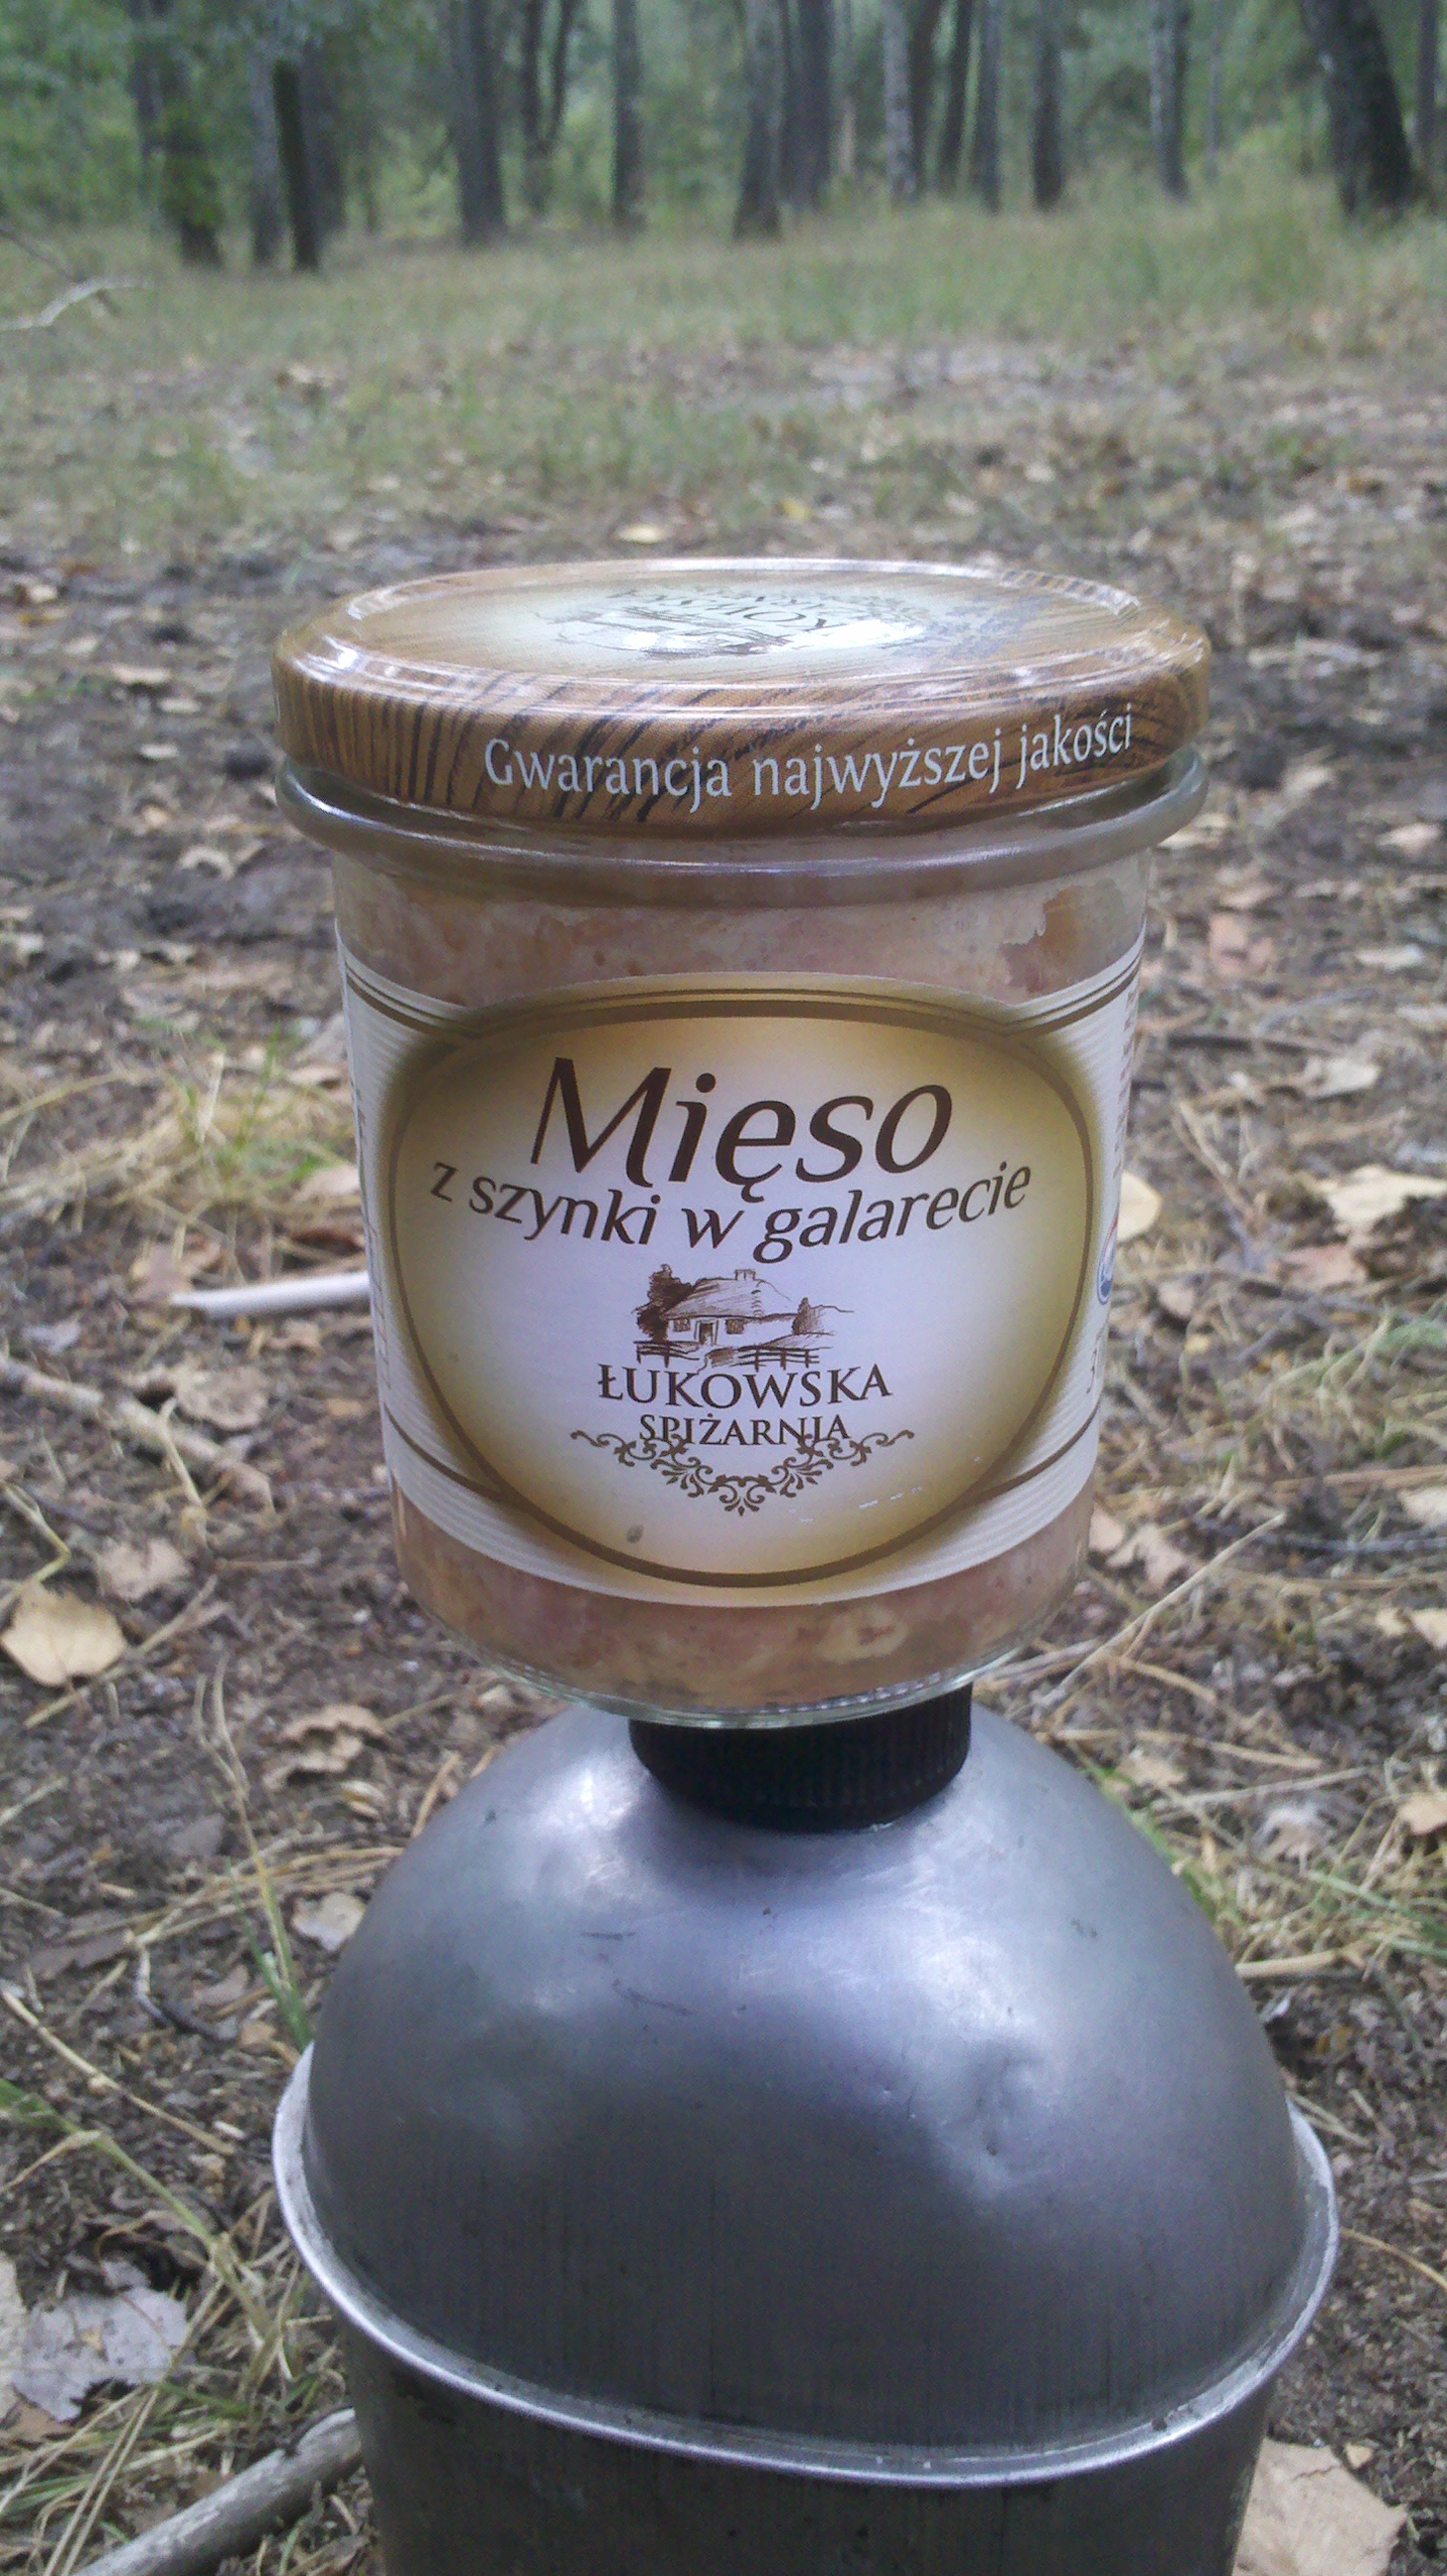 Gwarancja najwyższej jakości
Mięso
z szynki w galarecie
ŁUKOWSKA
SPIŻARNIA